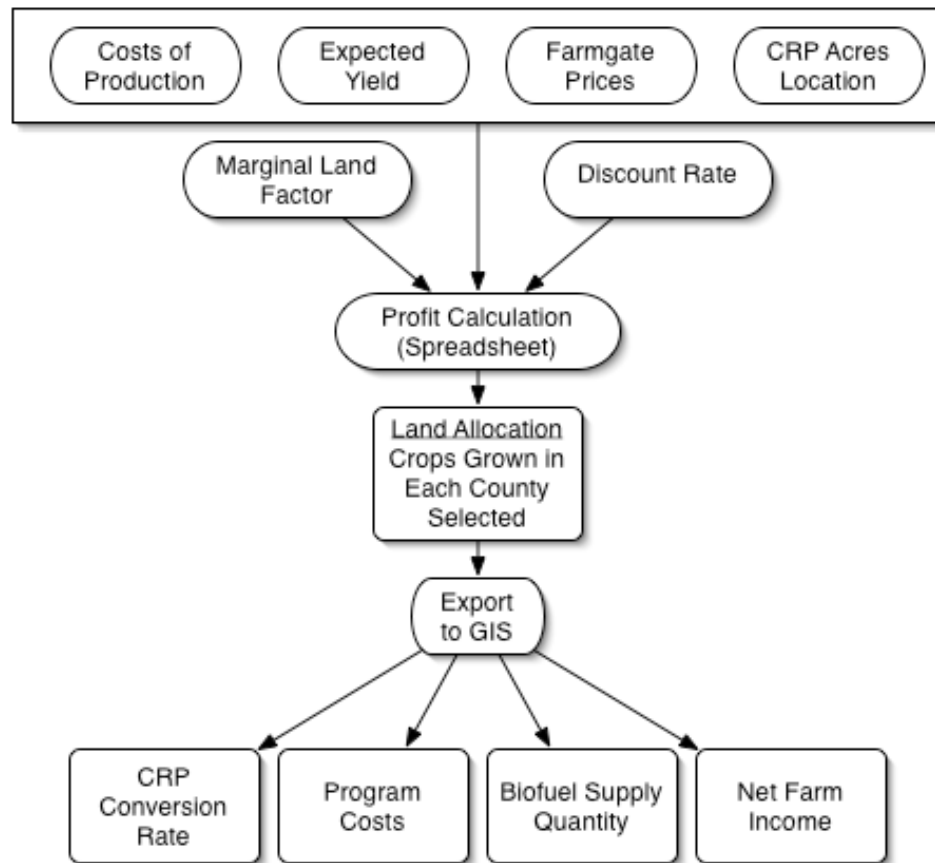 Costs of
Production
Expected
Yield
Farmgate
Prices
CRP Acres
Location
Marginal Land
Factor
Discount Rate
Profit Calculation
(Spreadsheet)
Land Allocation
Crops Grown in
Each County
Selected
Export
to GIS
CRP
Conversion
Rate
Program
Costs
Biofuel Supply
Quantity
Net Farm
Income